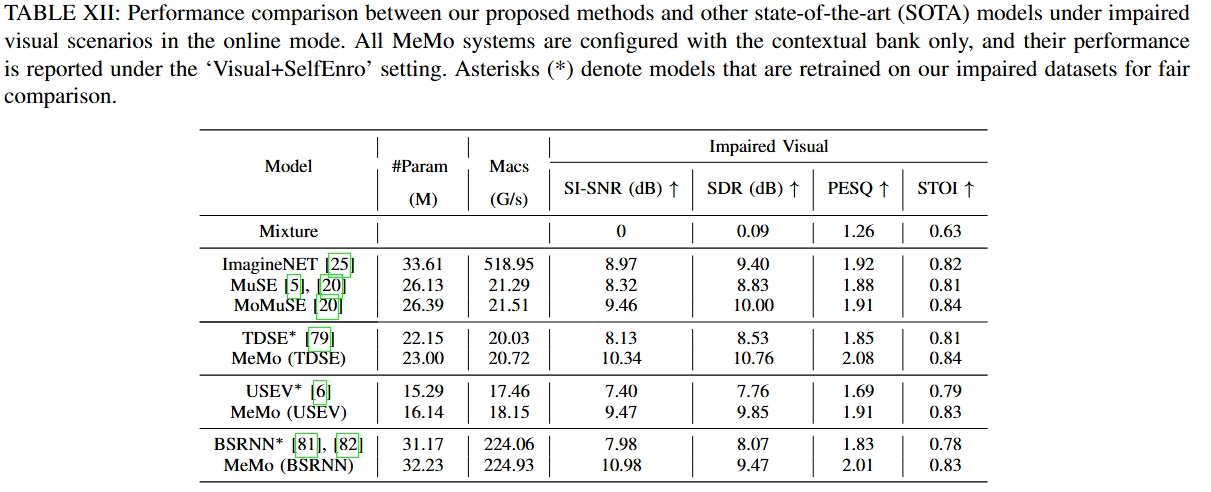 TABLE XII: Performance comparison between our proposed methods and other state-of-the-art (SOTA) models under impaired
visual scenarios in the online mode. All MeMo systems are configured with the contextual bank only, and their performance
is reported under the ‘Visual+SelfEnro’ setting. Asterisks (*) denote models that are retrained on our impaired datasets for fair
comparison.
Model #Param (M) Macs (G/s) Impaired Visual
SI-SNR (dB) ↑ SDR (dB) ↑ PESQ ↑ STOI ↑
Mixture 0 0.09 1.26 0.63
ImagineNET [25] 33.61 518.95 8.97 9.40 1.92 0.82
MuSE [5], [20] 26.13 21.29 8.32 8.83 1.88 0.81
MoMuSE [20] 26.39 21.51 9.46 10.00 1.91 0.84
TDSE* [79] 22.15 20.03 8.13 8.53 1.85 0.81
MeMo (TDSE) 23.00 20.72 10.34 10.76 2.08 0.84
USEV* [6] 15.29 17.46 7.40 7.76 1.69 0.79
MeMo (USEV) 16.14 18.15 9.47 9.85 1.91 0.83
BSRNN* [81], [82] 31.17 224.06 7.98 8.07 1.83 0.78
MeMo (BSRNN) 32.23 224.93 10.98 9.47 2.01 0.83